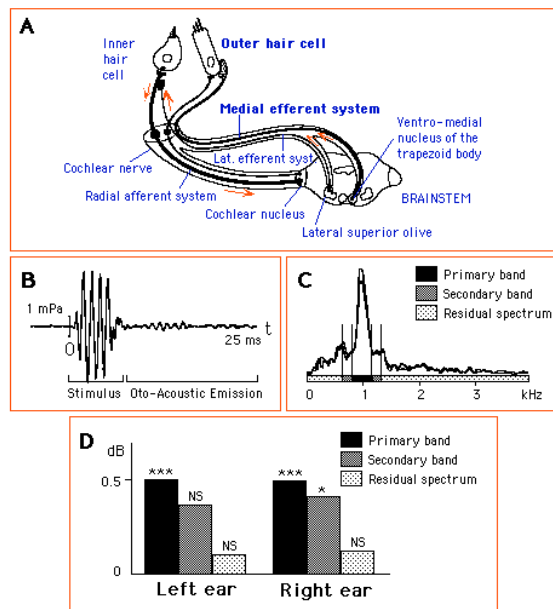 A
Inner
hair
cell
Outer hair cell
Medial efferent system
Ventro-medial
nucleus of the
trapezoid body
Lat. efferent syst.
Cochlear nerve
Radial afferent system
Cochlear nucleus
BRAINSTEM
Lateral superior olive
B
1 mPa
0
t
25 ms
Stimulus
Oto-Acoustic Emission
C
Primary band
Secondary band
Residual spectrum
0 1 2 3 kHz
D
dB
Primary band
Secondary band
Residual spectrum
0.5
*** NS NS
*** * NS
0
Left ear Right ear